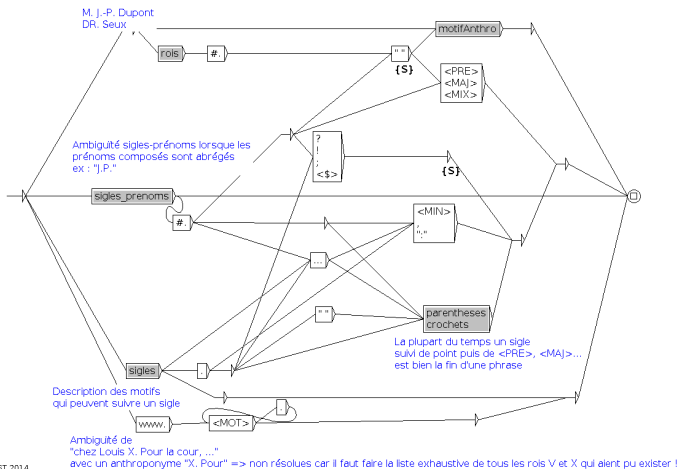 M. J.-P. Dupont
DR. Seux
motifAnthro
rois
#.
" "
{S}
<PRE>
<MAJ>
<MIX>
Ambiguïté sigles-prénoms lorsque les
prénoms composés sont abrégés
ex : "J.P."
?
!
;
<$>
{S}
sigles_prenoms
#.
<MIN>
,
":"
...
" "
parentheses
crochets
La plupart du temps un sigle
suivi de point puis de <PRE>, <MAJ>...
est bien la fin d'une phrase
sigles
.
Description des motifs
qui peuvent suivre un sigle
www.
<MOT>
.
Ambiguïté de
"chez Louis X. Pour la cour, ..."
avec un anthroponyme "X. Pour" => non résolues car il faut faire la liste exhaustive de tous les rois V et X qui aient pu exister !
2014